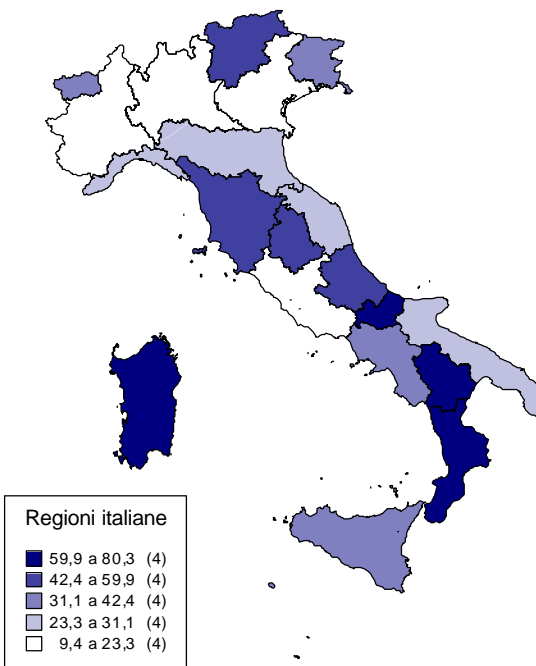 Regioni italiane
59,9 a 80,3 (4)
42,4 a 59,9 (4)
31,1 a 42,4 (4)
23,3 a 31,1 (4)
9,4 a 23,3 (4)